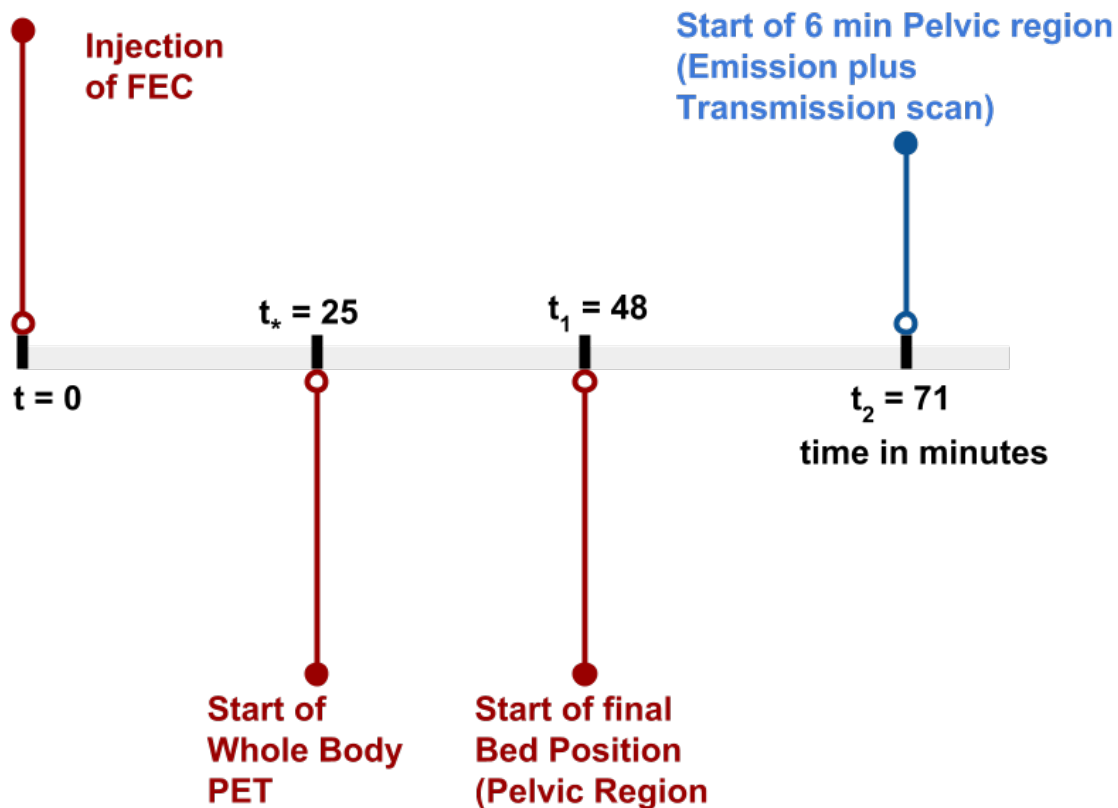 Injection
of FEC
Start of 6 min Pelvic region
(Emission plus
Transmission scan)
t* = 25
t1 = 48
t = 0
t2 = 71
time in minutes
Start of
Whole Body
PET
Start of final
Bed Position
(Pelvic Region